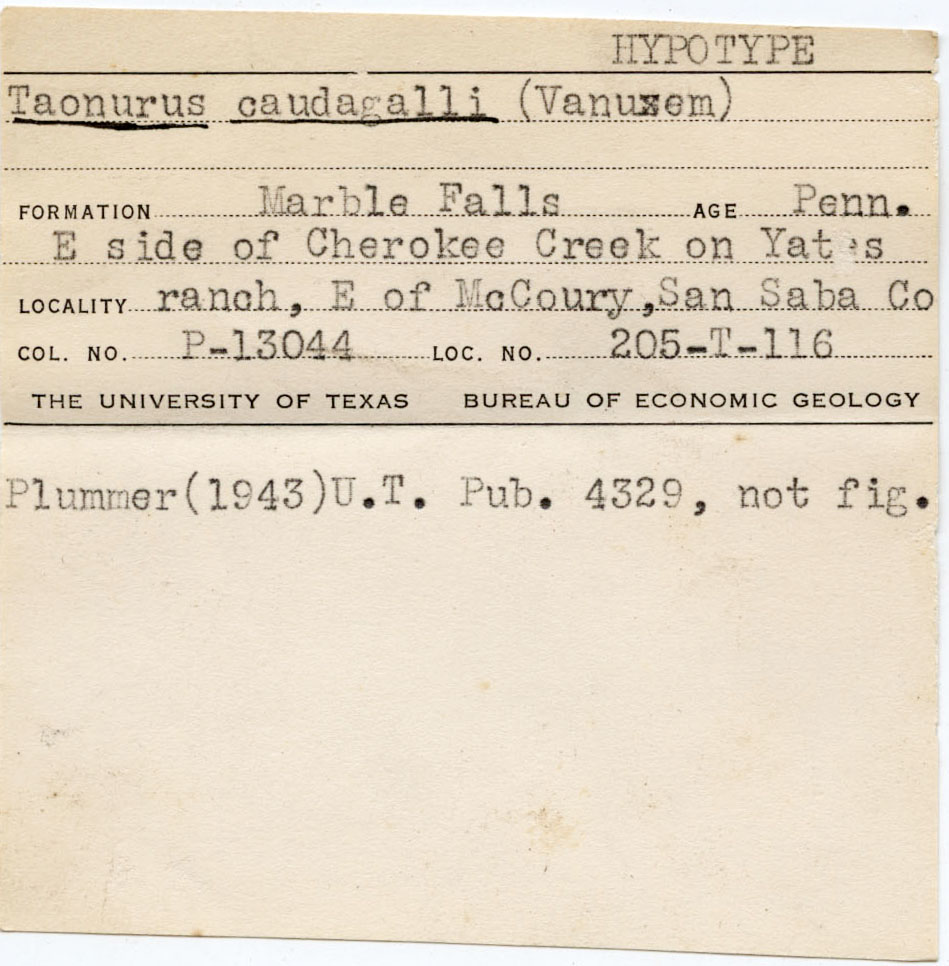 HYPOTYPE
Taonurus caudagalli (Vanuxem)
FORMATION Marble Falls AGE Penn.
E side of Cherokee Creek on Yates
LOCALITY ranch, E of McCoury,San Saba Co
COL. NO. P-13044 LOC. NO. 205-T-116
THE UNIVERSITY OF TEXAS BUREAU OF ECONOMIC GEOLOGY
Plummer(1943)U.T. Pub. 4329, not fig.